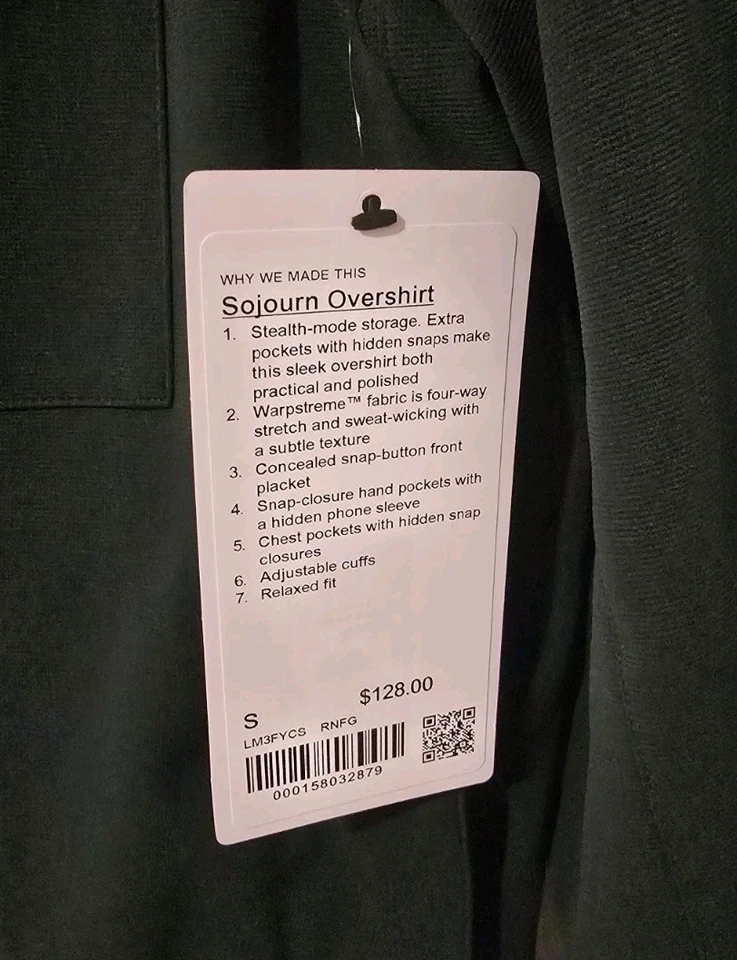 WHY WE MADE THIS
Sojourn Overshirt
1. Stealth-mode storage. Extra
pockets with hidden snaps make
this sleek overshirt both
practical and polished
2. Warpstreme™ fabric is four-way
stretch and sweat-wicking with
a subtle texture
3. Concealed snap-button front
placket
4. Snap-closure hand pockets with
a hidden phone sleeve
5. Chest pockets with hidden snap
closures
6. Adjustable cuffs
7. Relaxed fit
$128.00
S
LM3FYCS RNFG
000158032879